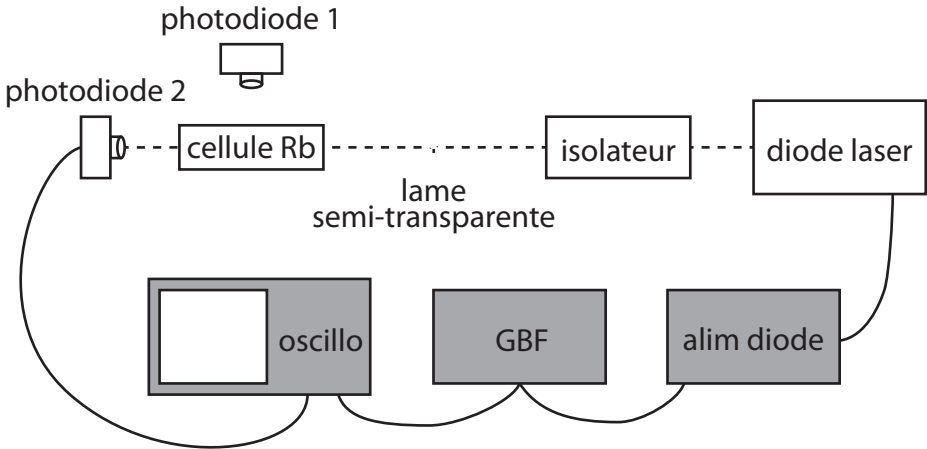 photodiode 1
photodiode 2
cellule Rb
isolateur
diode laser
lame
semi-transparente
oscillo
GBF
alim diode